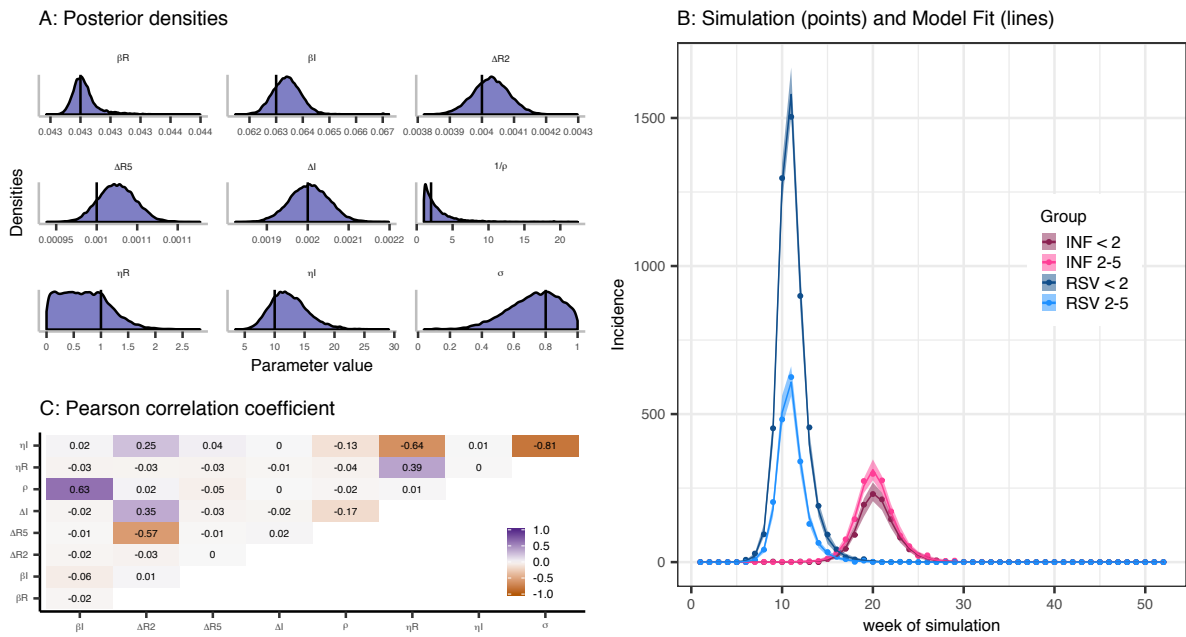 A: Posterior densities
βR
βI
ΔR2
0.043 0.043 0.043 0.043 0.044 0.044
0.062 0.063 0.064 0.065 0.066 0.067
0.0038 0.0039 0.004 0.0041 0.0042 0.0043
ΔR5
ΔI
1/ρ
0.00095 0.001 0.0011 0.0011
0.0019 0.002 0.0021 0.0022
0 5 10 15 20
ηR
ηI
σ
0 0.5 1 1.5 2 2.5
5 10 15 20 25 30
0 0.2 0.4 0.6 0.8 1
Densities
Parameter value
B: Simulation (points) and Model Fit (lines)
1500
1000
500
0
Incidence
0 10 20 30 40 50
week of simulation
Group
INF < 2
INF 2-5
RSV < 2
RSV 2-5
C: Pearson correlation coefficient
ηI 0.02 0.25 0.04 0 -0.13 -0.64 0.01 -0.81
ηR -0.03 -0.03 -0.03 -0.01 -0.04 0.39 0
ρ 0.63 0.02 -0.05 0 -0.02 0.01
ΔI -0.02 0.35 -0.03 -0.02 -0.17
ΔR5 -0.01 -0.57 -0.01 0.02
ΔR2 -0.02 -0.03 0
βI -0.06 0.01
βR -0.02
βI ΔR2 ΔR5 ΔI ρ ηR ηI σ
1.0
0.5
0.0
-0.5
-1.0